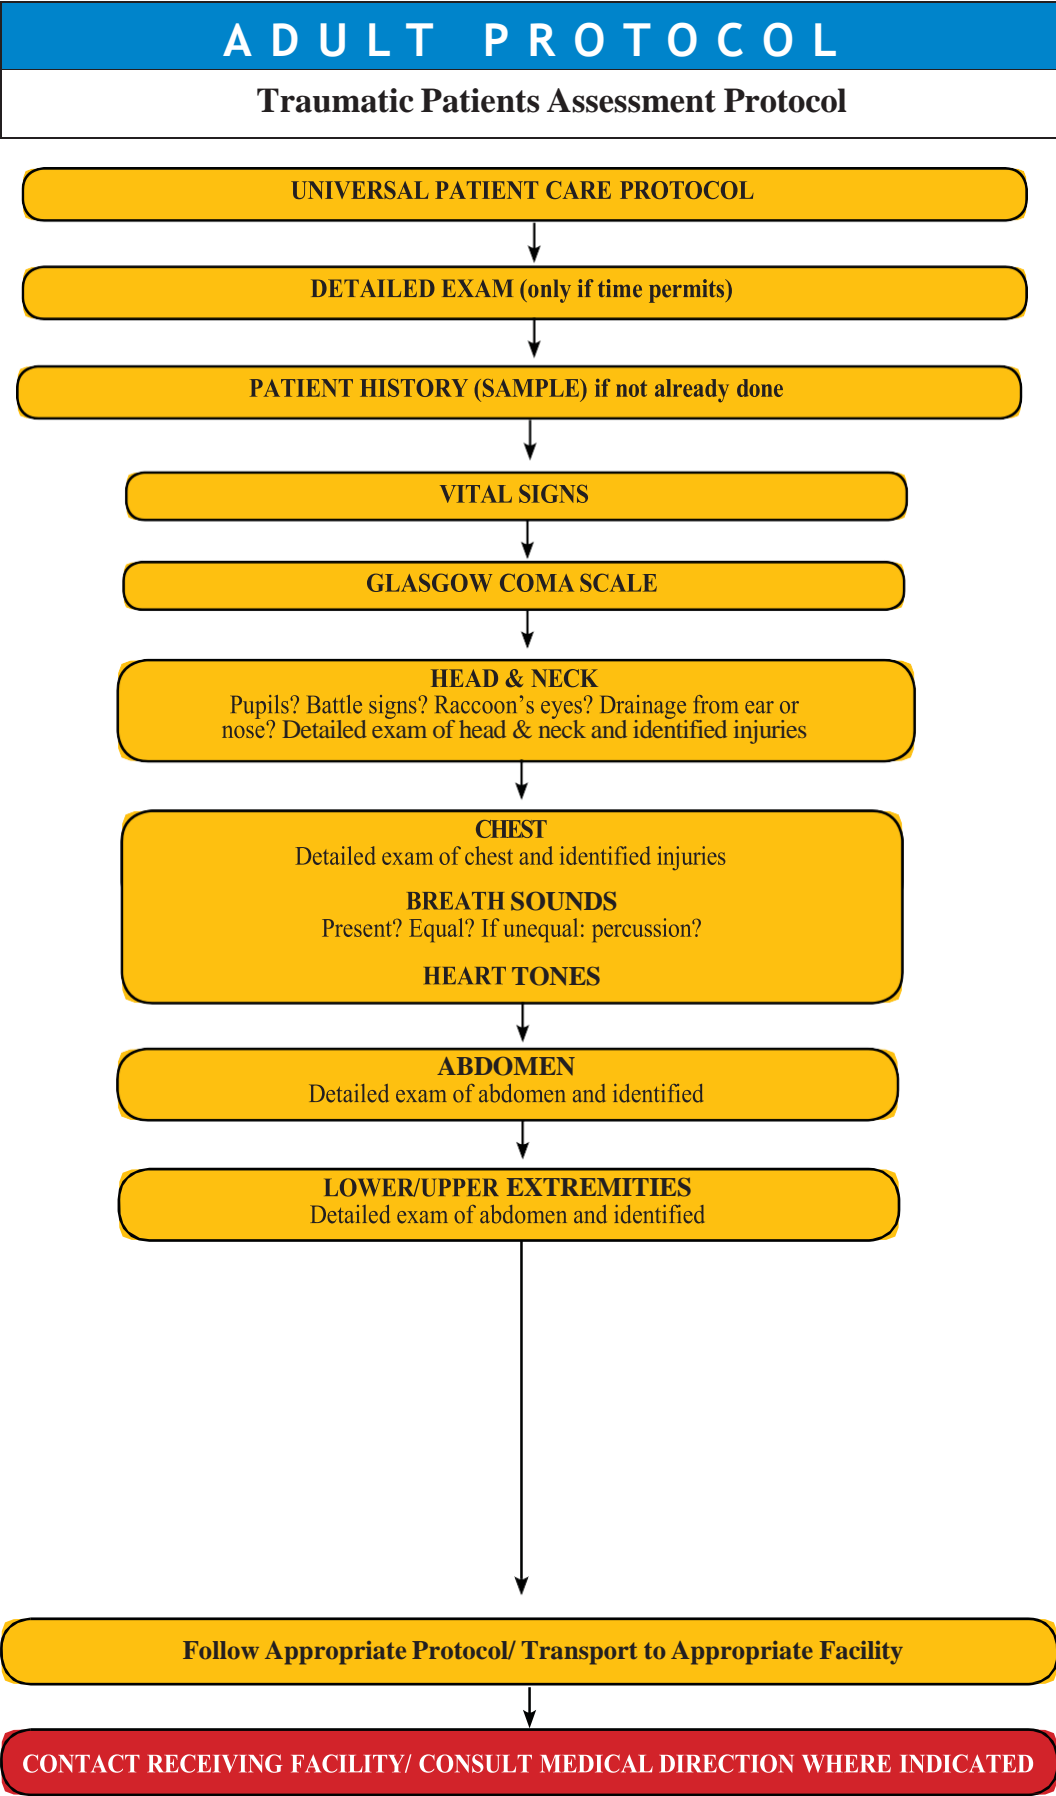 ADULT PROTOCOL
Traumatic Patients Assessment Protocol
UNIVERSAL PATIENT CARE PROTOCOL
DETAILED EXAM (only if time permits)
PATIENT HISTORY (SAMPLE) if not already done
VITAL SIGNS
GLASGOW COMA SCALE
HEAD & NECK
Pupils? Battle signs? Raccoon’s eyes? Drainage from ear or
nose? Detailed exam of head & neck and identified injuries
CHEST
Detailed exam of chest and identified injuries
BREATH SOUNDS
Present? Equal? If unequal: percussion?
HEART TONES
ABDOMEN
Detailed exam of abdomen and identified
LOWER/UPPER EXTREMITIES
Detailed exam of abdomen and identified
Follow Appropriate Protocol/ Transport to Appropriate Facility
CONTACT RECEIVING FACILITY/ CONSULT MEDICAL DIRECTION WHERE INDICATED